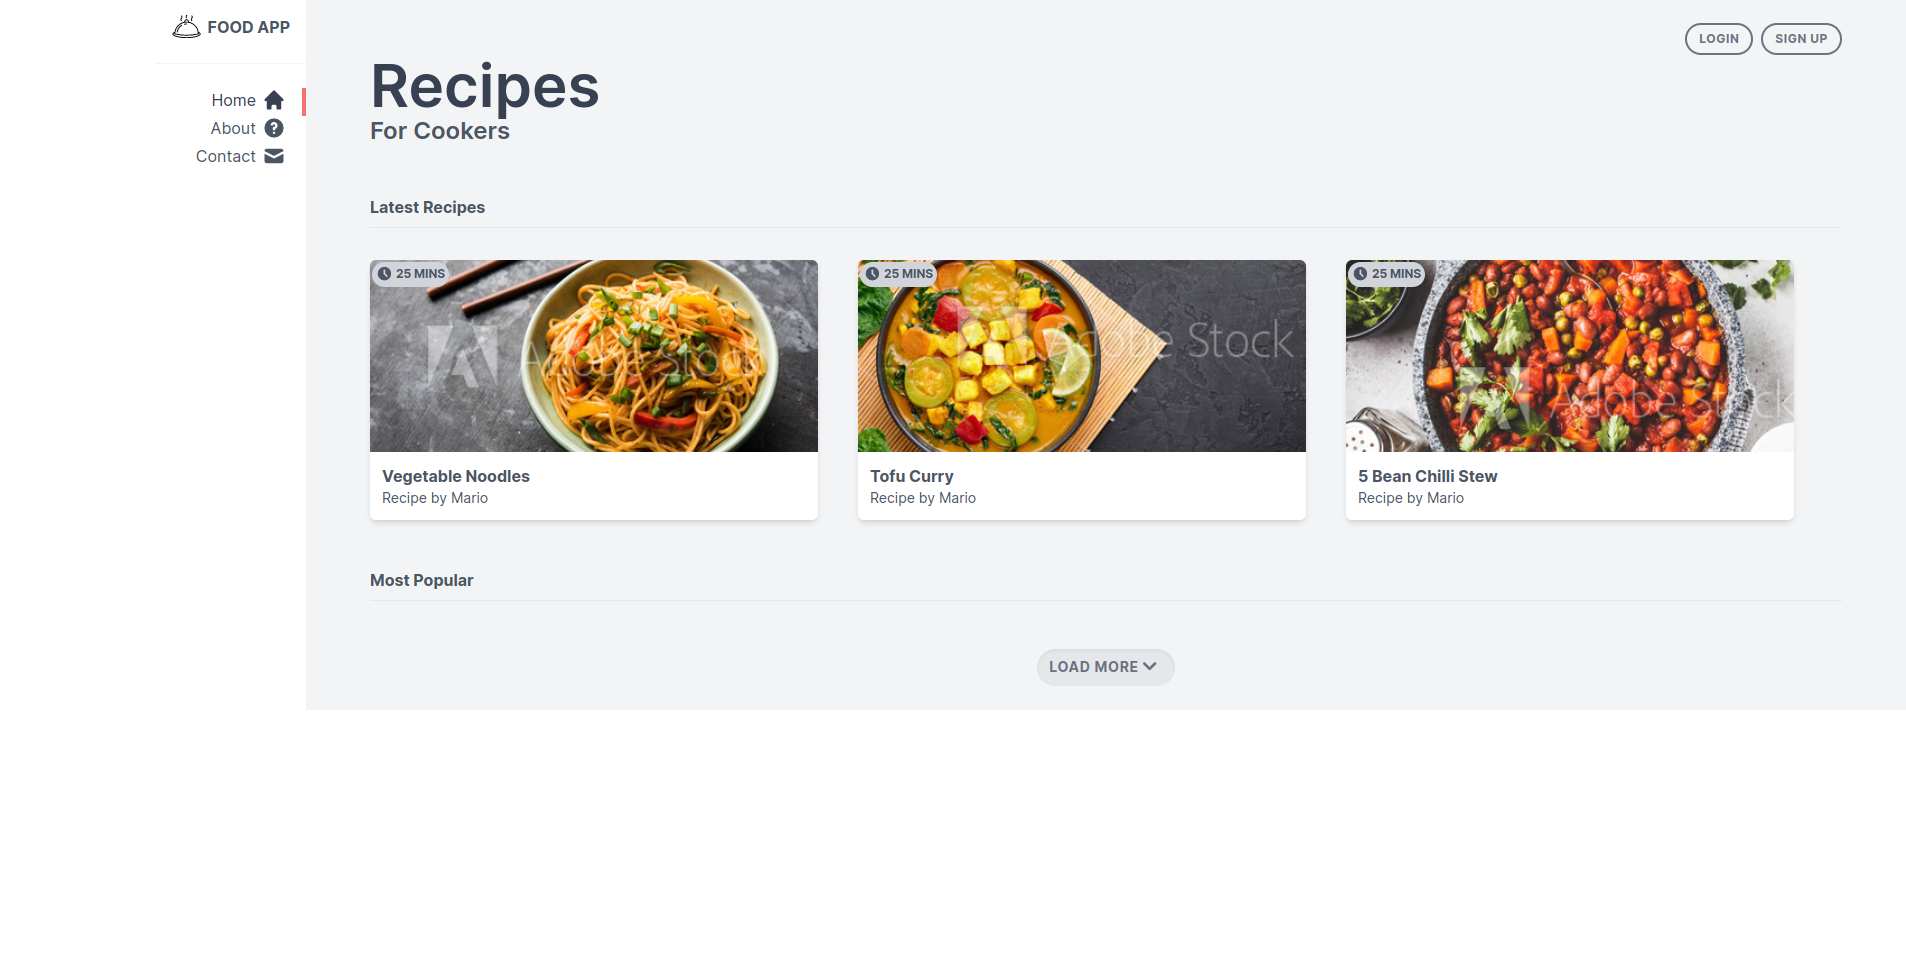 FOOD APP
Home
About
Contact
LOGIN
SIGN UP
Recipes
For Cookers
Latest Recipes
25 MINS
Adobe Stock
Vegetable Noodles
Recipe by Mario
25 MINS
Adobe Stock
Tofu Curry
Recipe by Mario
25 MINS
Adobe Stock
5 Bean Chilli Stew
Recipe by Mario
Most Popular
LOAD MORE